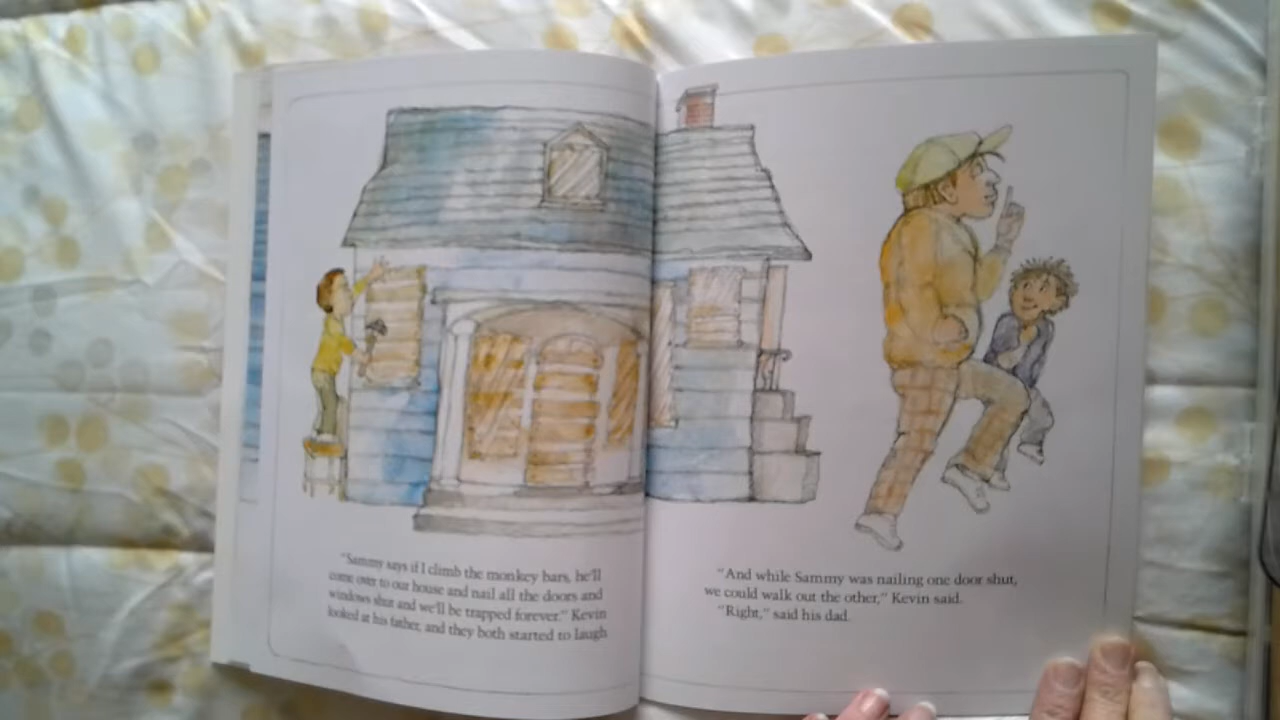 "Sammy says if I climb the monkey bars, he'll
come over to our house and nail all the doors and
windows shut and we'll be trapped forever." Kevin
looked at his father, and they both started to laugh.
"And while Sammy was nailing one door shut,
we could walk out the other," Kevin said.
"Right," said his dad.